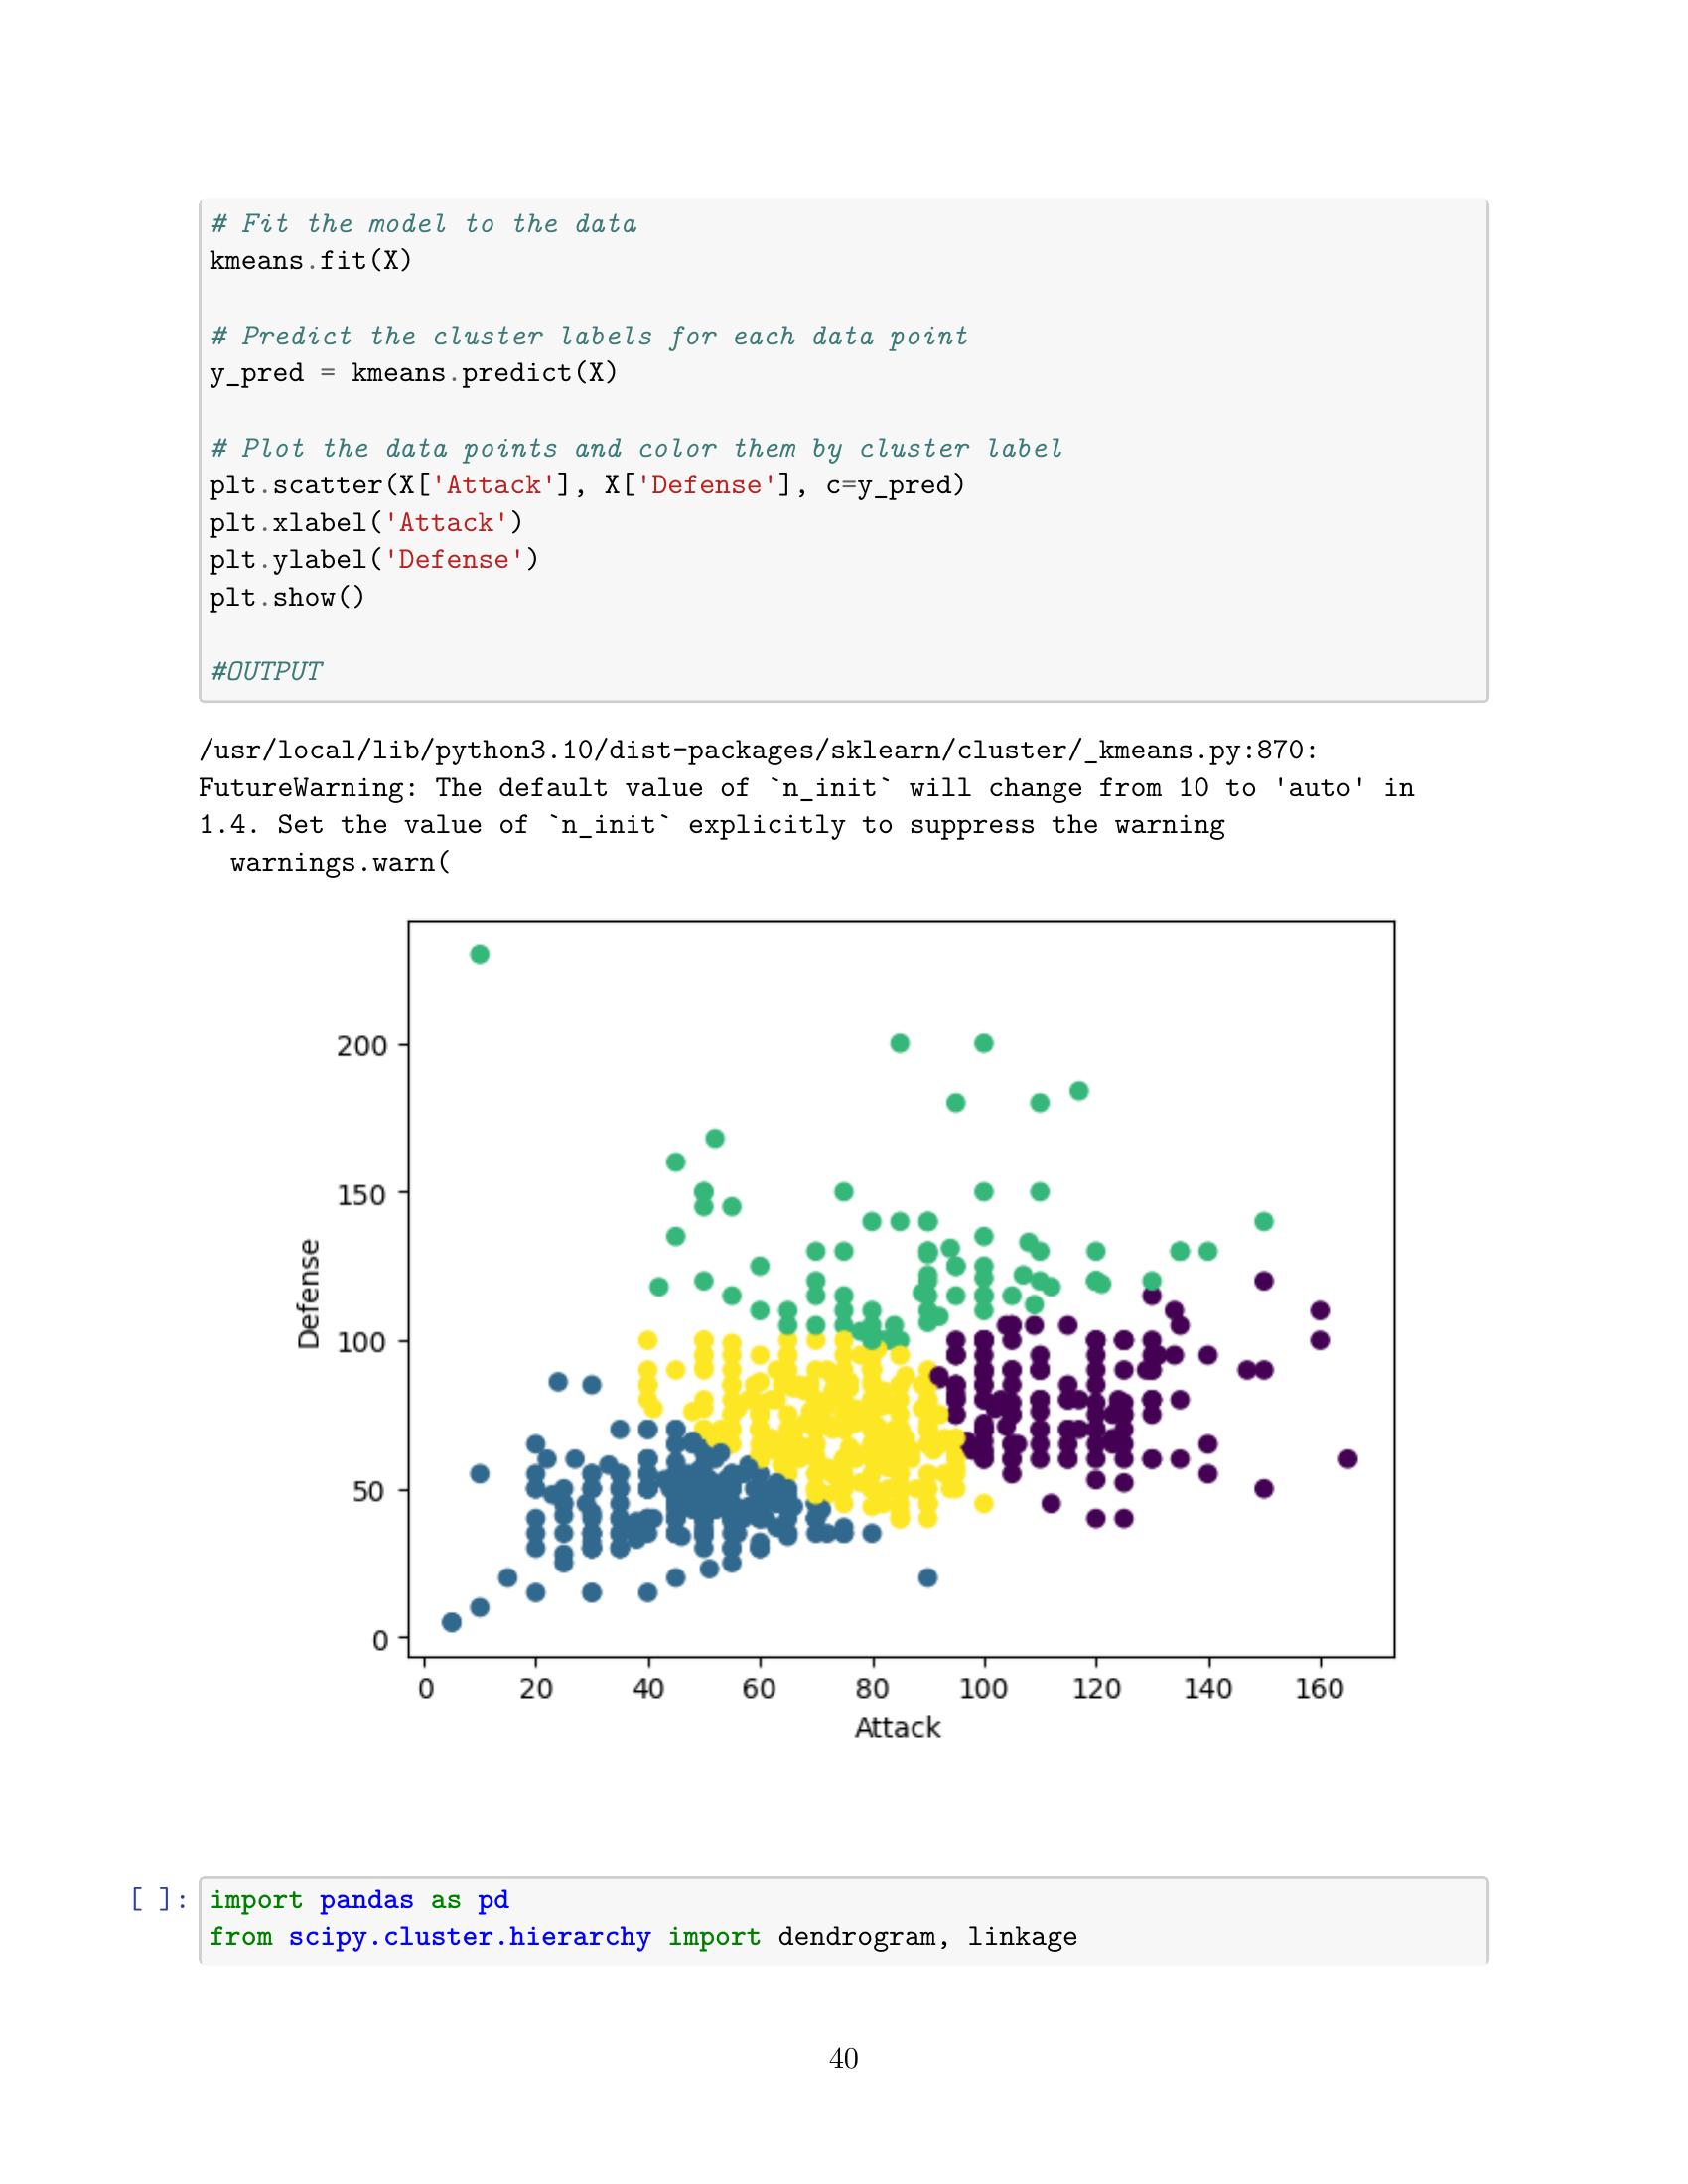 # Fit the model to the data
kmeans.fit(X)
# Predict the cluster labels for each data point
y_pred = kmeans.predict(X)
# Plot the data points and color them by cluster label
plt.scatter(X['Attack'], X['Defense'], c=y_pred)
plt.xlabel('Attack')
plt.ylabel('Defense')
plt.show()
#OUTPUT
/usr/local/lib/python3.10/dist-packages/sklearn/cluster/_kmeans.py:870:
FutureWarning: The default value of `n_init` will change from 10 to 'auto' in
1.4. Set the value of `n_init` explicitly to suppress the warning
  warnings.warn(
200
150
100
50
0
Defense
0 20 40 60 80 100 120 140 160
Attack
[ ]: import pandas as pd
from scipy.cluster.hierarchy import dendrogram, linkage
40